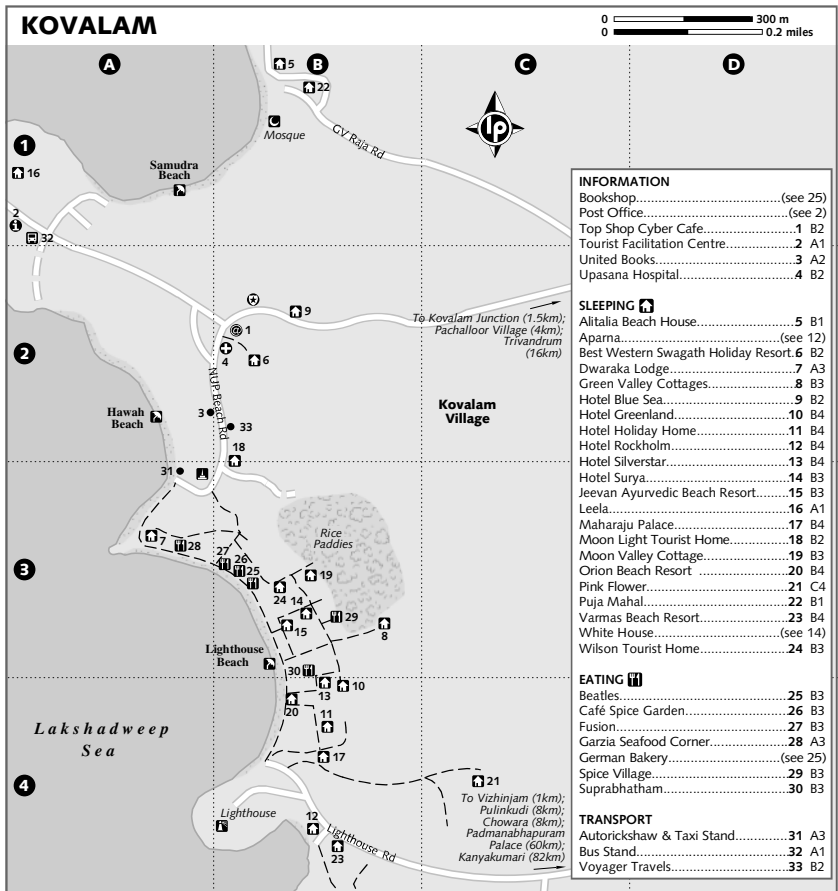 KOVALAM
0 300 m
0 0.2 miles
A
B
C
D
5
22
Mosque
GV Raja Rd
lp
1
16
Samudra
Beach
2
i
32
INFORMATION
Bookshop (see 25)
Post Office (see 2)
Top Shop Cyber Cafe 1 B2
Tourist Facilitation Centre 2 A1
United Books 3 A2
Upasana Hospital 4 B2
SLEEPING
Alitalia Beach House 5 B1
Aparna (see 12)
Best Western Swagath Holiday Resort. 6 B2
Dwaraka Lodge 7 A3
Green Valley Cottages 8 B3
Hotel Blue Sea 9 B2
Hotel Greenland 10 B4
Hotel Holiday Home 11 B4
Hotel Rockholm 12 B4
Hotel Silverstar 13 B4
Hotel Surya 14 B3
Jeevan Ayurvedic Beach Resort 15 B3
Leela 16 A1
Maharaju Palace 17 B4
Moon Light Tourist Home 18 B2
Moon Valley Cottage 19 B3
Orion Beach Resort 20 B4
Pink Flower 21 C4
Puja Mahal 22 B1
Varmas Beach Resort 23 B4
White House (see 14)
Wilson Tourist Home 24 B3
EATING
Beatles 25 B3
Café Spice Garden 26 B3
Fusion 27 B3
Garzia Seafood Corner 28 A3
German Bakery (see 25)
Spice Village 29 B3
Suprabhatham 30 B3
TRANSPORT
Autorickshaw & Taxi Stand 31 A3
Bus Stand 32 A1
Voyager Travels 33 B2
9
@ 1
To Kovalam Junction (1.5km);
Pachalloor Village (4km);
Trivandrum
(16km)
2
4
6
NUP Beach Rd
Hawah
Beach
3
33
Kovalam
Village
18
31
7
28
27
26
25
Rice
Paddies
3
19
24
14
29
15
8
Lighthouse
Beach
30
10
13
20
11
Lakshadweep
Sea
17
21
4
Lighthouse
12
23
Lighthouse Rd
To Vizhinjam (1km);
Pulinkudi (8km);
Chowara (8km);
Padmanabhapuram
Palace (60km);
Kanyakumari (82km)